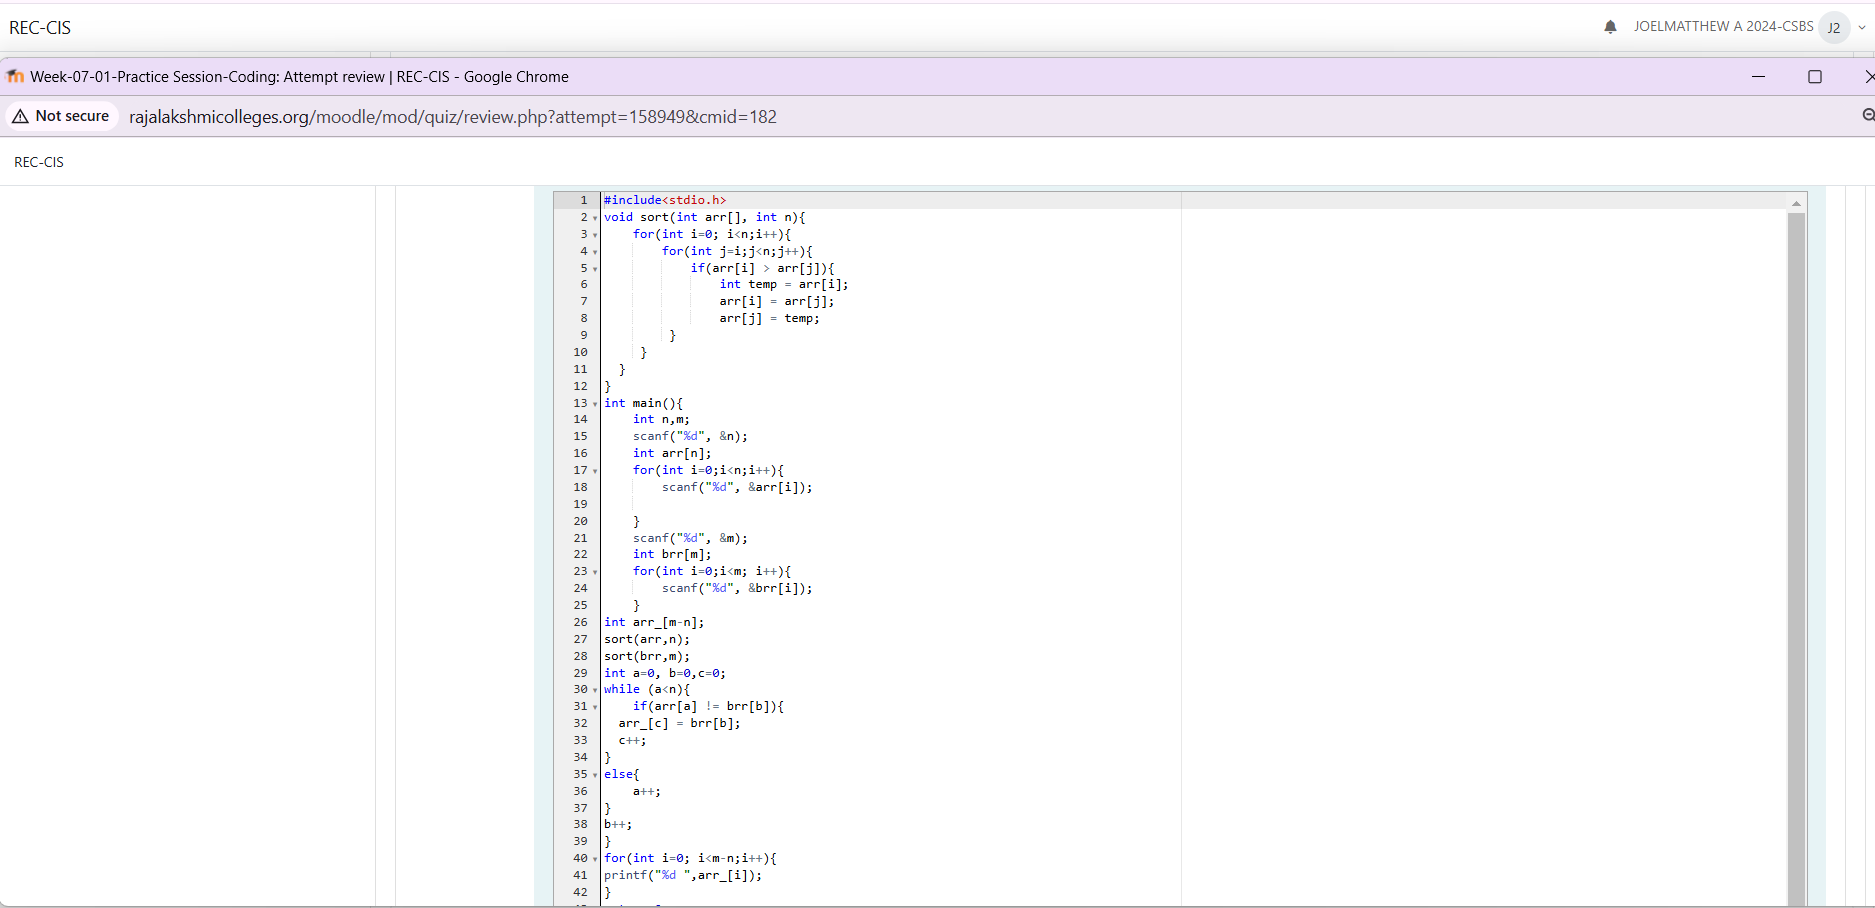 REC-CIS
JOELMATTHEW A 2024-CSBS J2
Week-07-01-Practice Session-Coding: Attempt review | REC-CIS - Google Chrome
Not secure rajalakshmicolleges.org/moodle/mod/quiz/review.php?attempt=158949&cmid=182
REC-CIS
1 #include<stdio.h>
2 void sort(int arr[], int n){
3 for(int i=0; i<n;i++){
4 for(int j=i;j<n;j++){
5 if(arr[i] > arr[j]){
6 int temp = arr[i];
7 arr[i] = arr[j];
8 arr[j] = temp;
9 }
10 }
11 }
12 }
13 int main(){
14 int n,m;
15 scanf("%d", &n);
16 int arr[n];
17 for(int i=0;i<n;i++){
18 scanf("%d", &arr[i]);
19
20 }
21 scanf("%d", &m);
22 int brr[m];
23 for(int i=0;i<m; i++){
24 scanf("%d", &brr[i]);
25 }
26 int arr_[m-n];
27 sort(arr,n);
28 sort(brr,m);
29 int a=0, b=0,c=0;
30 while (a<n){
31 if(arr[a] != brr[b]){
32 arr_[c] = brr[b];
33 c++;
34 }
35 else{
36 a++;
37 }
38 b++;
39 }
40 for(int i=0; i<m-n;i++){
41 printf("%d ",arr_[i]);
42 }